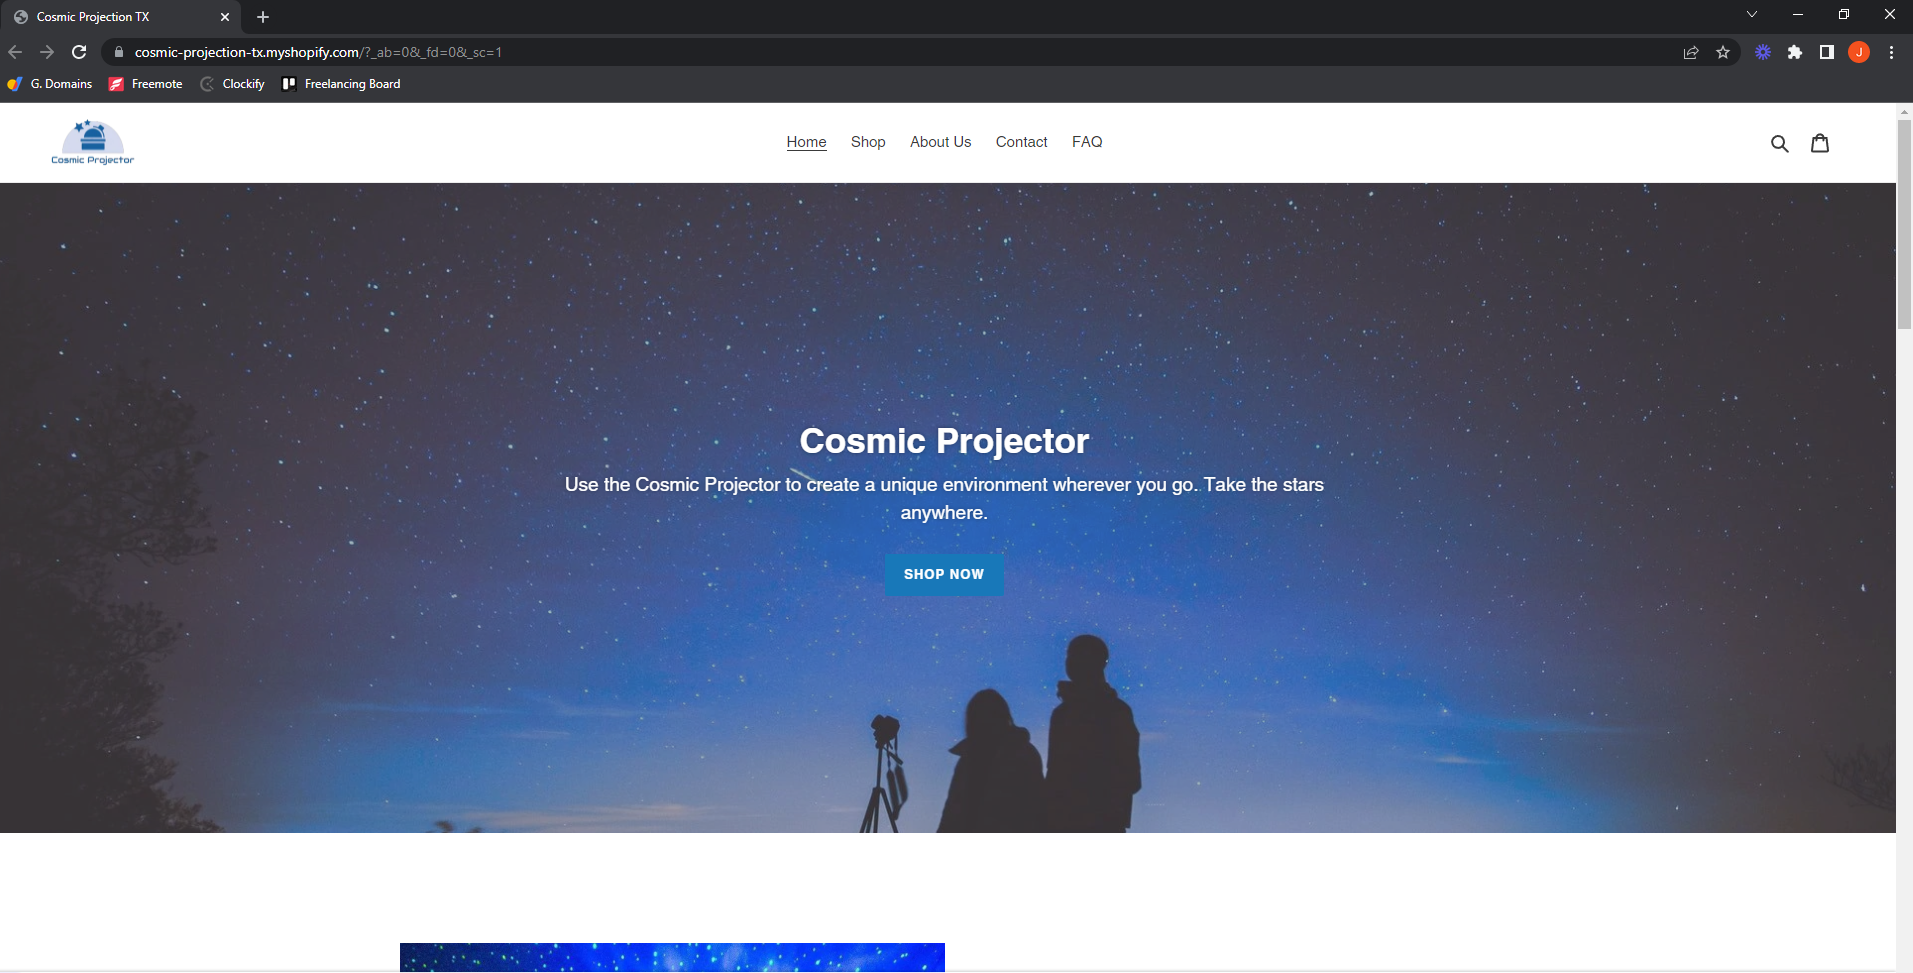 Cosmic Projection TX
cosmic-projection-tx.myshopify.com/?_ab=0&_fd=0&_sc=1
J
G. Domains Freemote Clockify Freelancing Board
Cosmic Projector
Home Shop About Us Contact FAQ
Cosmic Projector
Use the Cosmic Projector to create a unique environment wherever you go. Take the stars
anywhere.
SHOP NOW